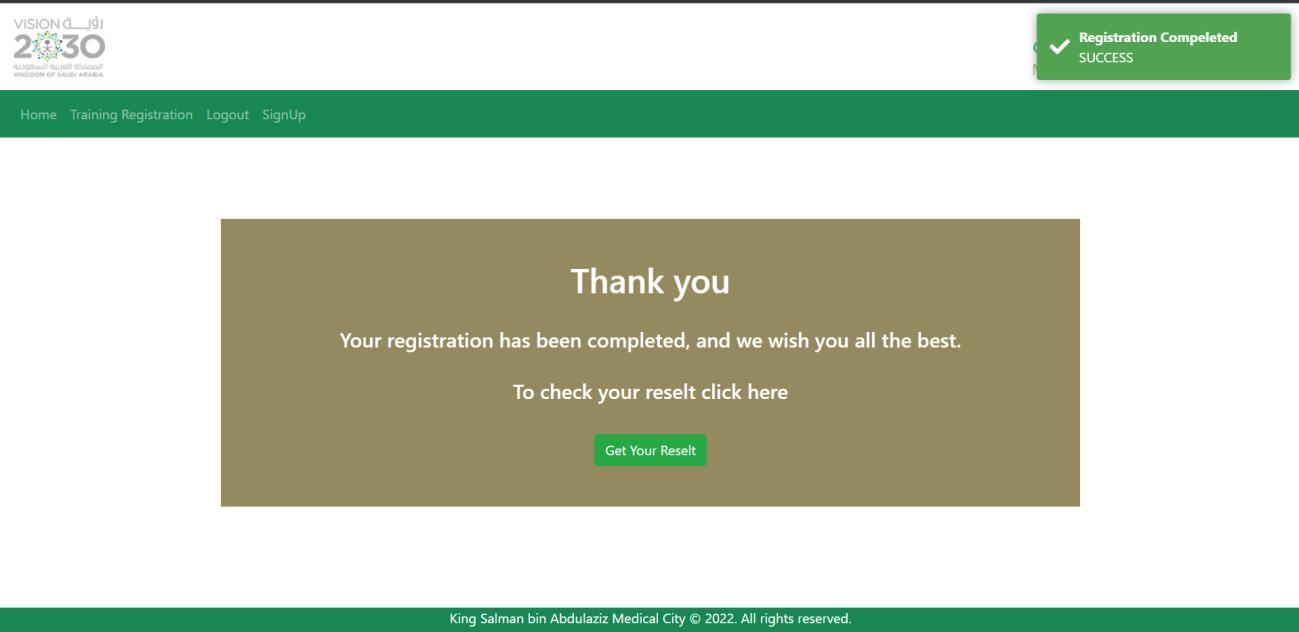 VISION رؤيــة
2030
المملكة العربية السعودية
KINGDOM OF SAUDI ARABIA
Registration Compeleted
SUCCESS
Home Training Registration Logout SignUp
Thank you
Your registration has been completed, and we wish you all the best.
To check your reselt click here
Get Your Reselt
King Salman bin Abdulaziz Medical City © 2022. All rights reserved.